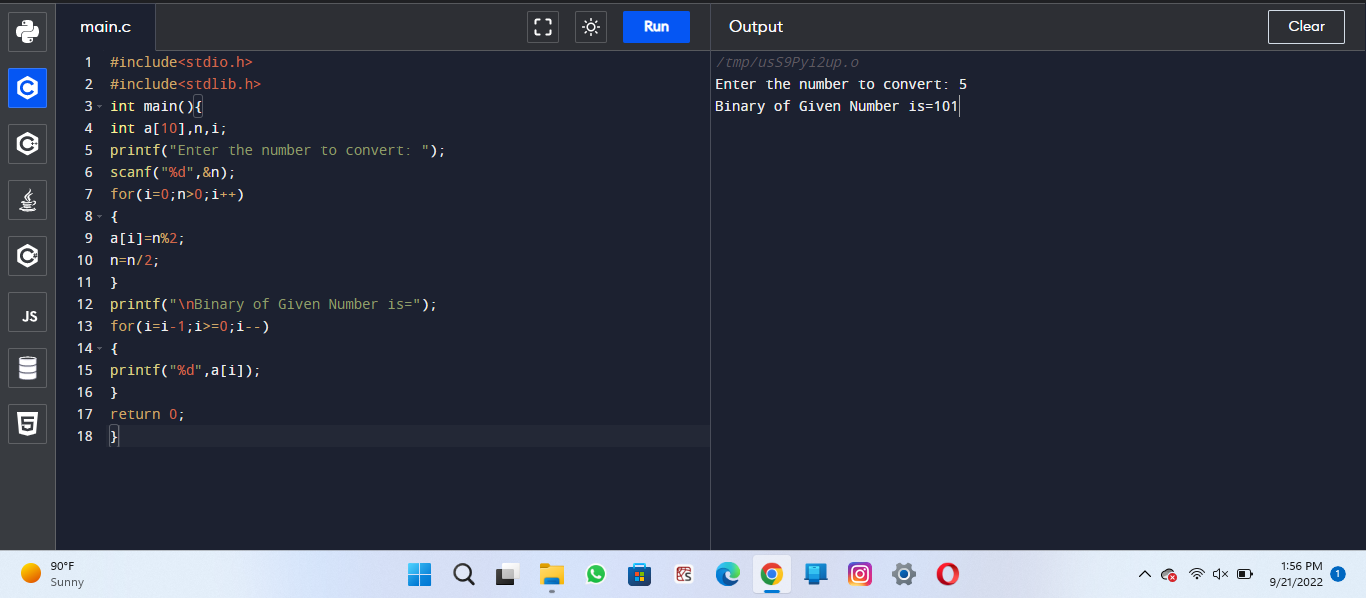 main.c
Run
Output
Clear
1 #include<stdio.h>
2 #include<stdlib.h>
3 int main(){
4 int a[10],n,i;
5 printf("Enter the number to convert: ");
6 scanf("%d",&n);
7 for(i=0;n>0;i++)
8 {
9 a[i]=n%2;
10 n=n/2;
11 }
12 printf("\nBinary of Given Number is=");
13 for(i=i-1;i>=0;i--)
14 {
15 printf("%d",a[i]);
16 }
17 return 0;
18 }
/tmp/usS9Pyi2up.o
Enter the number to convert: 5
Binary of Given Number is=101
JS
90°F
Sunny
1:56 PM
9/21/2022
1